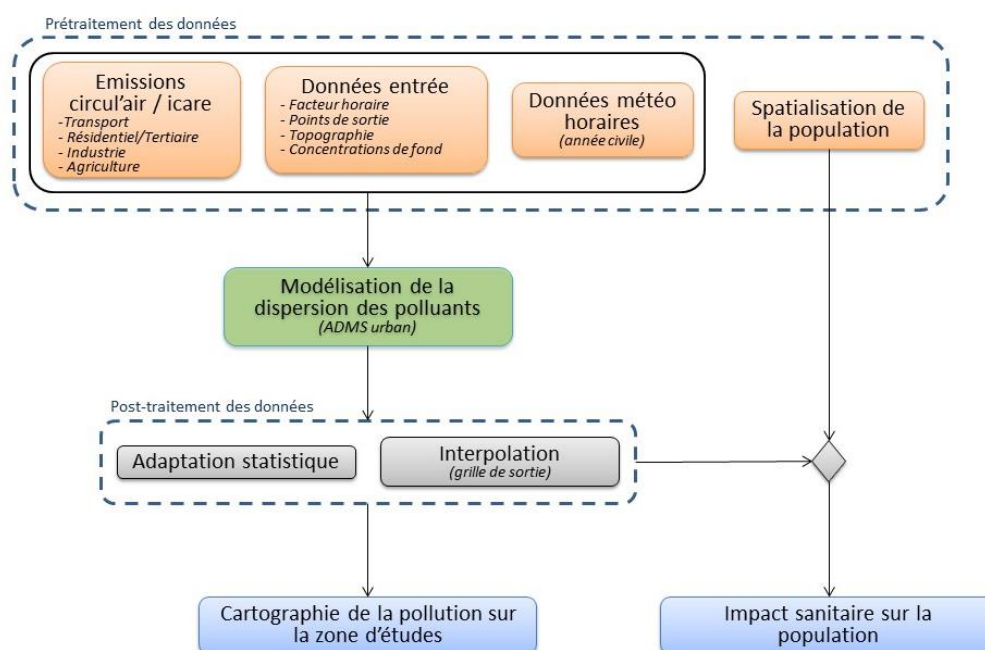 Prétraitement des données
Emissions
circul'air / icare
-Transport
- Résidentiel/Tertiaire
- Industrie
- Agriculture
Données entrée
- Facteur horaire
- Points de sortie
- Topographie
- Concentrations de fond
Données météo
horaires
(année civile)
Spatialisation de
la population
Modélisation de la
dispersion des polluants
(ADMS urban)
Post-traitement des données
Adaptation statistique
Interpolation
(grille de sortie)
Cartographie de la pollution sur
la zone d'études
Impact sanitaire sur la
population